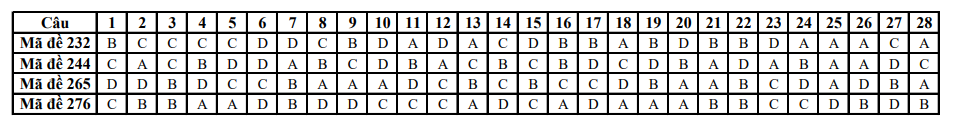 Câu 1 2 3 4 5 6 7 8 9 10 11 12 13 14 15 16 17 18 19 20 21 22 23 24 25 26 27 28
Mã đề 232 B C C C C D D C B D A D A C D B B A B D B B D A A A C A
Mã đề 244 C A C B D D A B C D B A C B C B D C D B A D A B A A D C
Mã đề 265 D D B D C C B A A A D C B C B C C D B A A B C D A D B A
Mã đề 276 C B B A A D B D D C C C A D C A D A A A B B C C D B D B